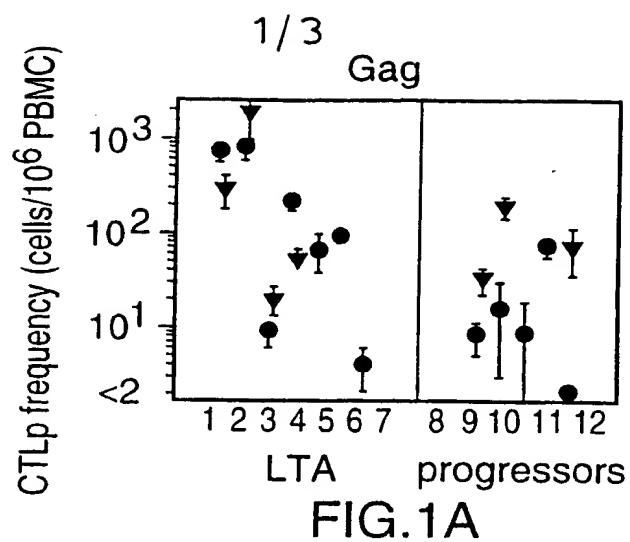 1/3
Gag
CTLp frequency (cells/10⁶ PBMC)
10³
10²
10¹
<2
1 2 3 4 5 6 7 8 9 10 11 12
LTA progressors
FIG.1A